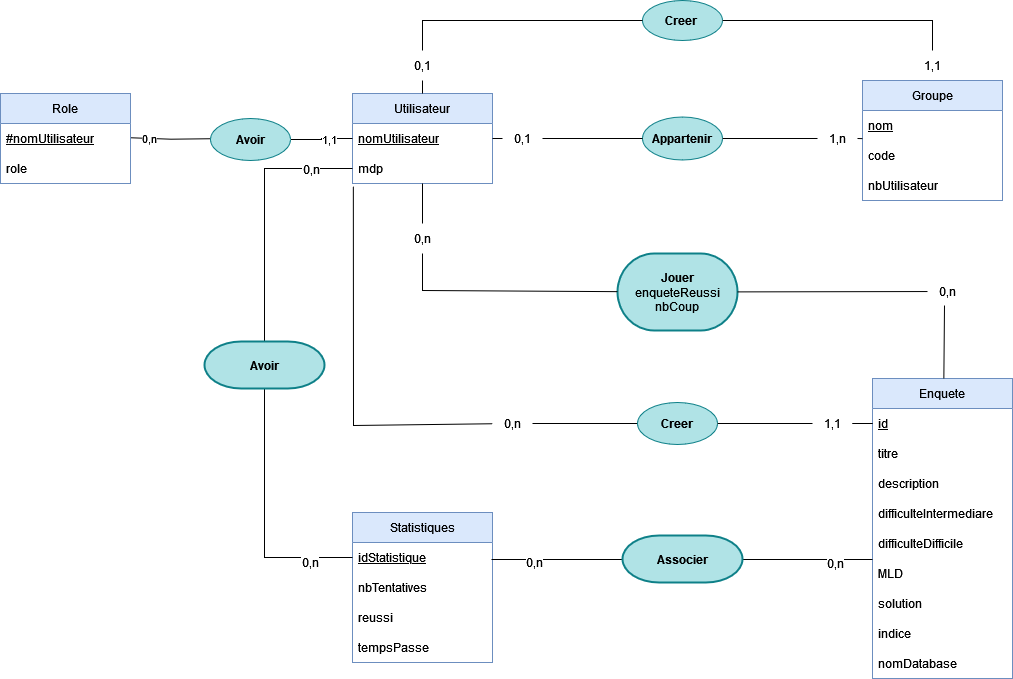 Creer
0,1
1,1
Role
#nomUtilisateur
role
0,n
Avoir
1,1
Utilisateur
nomUtilisateur
mdp
0,1
Appartenir
1,n
Groupe
nom
code
nbUtilisateur
0,n
0,n
Jouer
enqueteReussi
nbCoup
0,n
Avoir
0,n
Creer
1,1
Enquete
id
titre
description
difficulteIntermediare
difficulteDifficile
MLD
solution
indice
nomDatabase
Statistiques
idStatistique
nbTentatives
reussi
tempsPasse
0,n
0,n
Associer
0,n